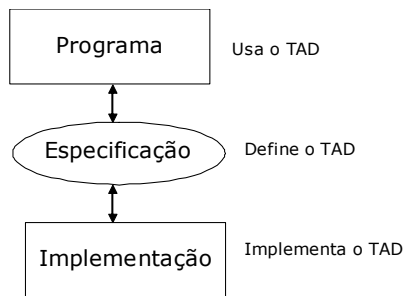 Programa
Usa o TAD
Especificação
Define o TAD
Implementação
Implementa o TAD